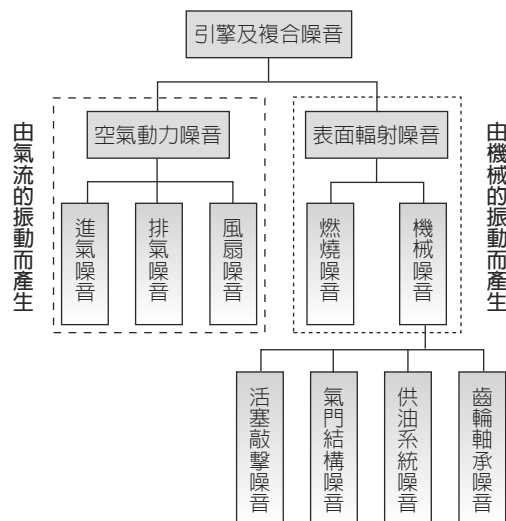 引擎及複合噪音
由氣流的振動而產生
空氣動力噪音
表面輻射噪音
由機械的振動而產生
進氣噪音
排氣噪音
風扇噪音
燃燒噪音
機械噪音
活塞敲擊噪音
氣門結構噪音
供油系統噪音
齒輪軸承噪音